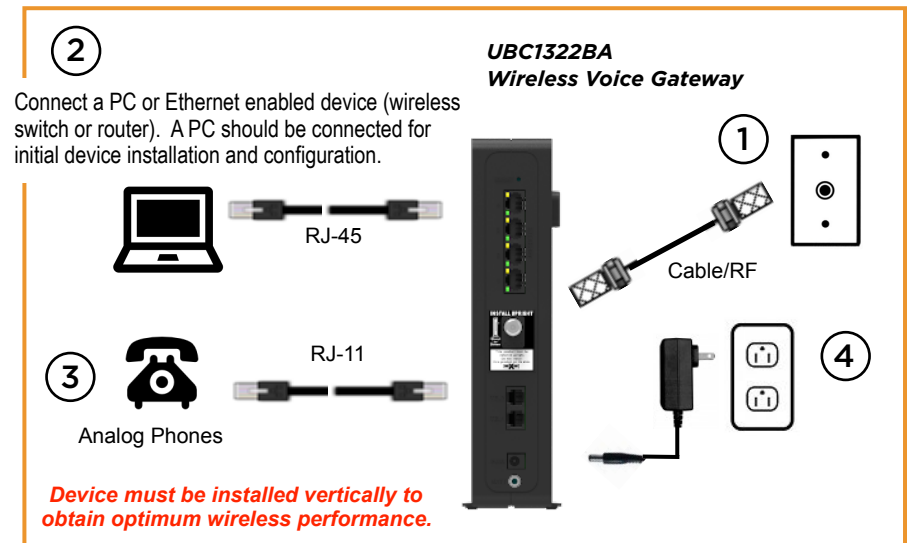 2
UBC1322BA
Wireless Voice Gateway
Connect a PC or Ethernet enabled device (wireless
switch or router). A PC should be connected for
initial device installation and configuration.
1
RJ-45
Cable/RF
INSTALL UPRIGHT
3
RJ-11
4
Analog Phones
Device must be installed vertically to
obtain optimum wireless performance.